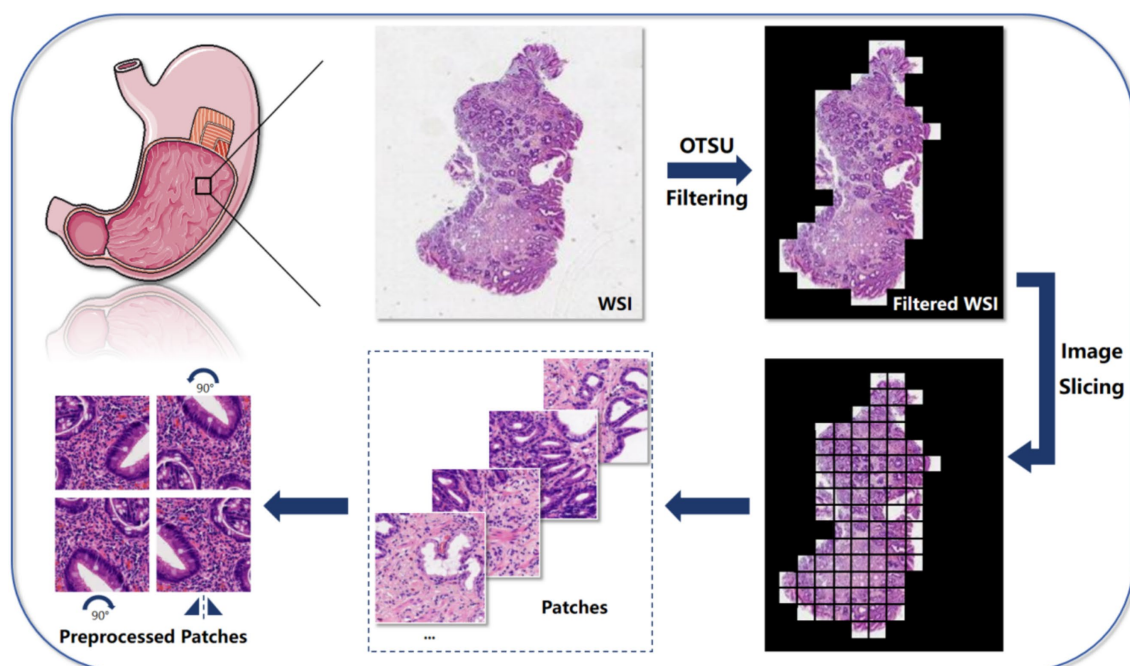 OTSU
Filtering
WSI
Filtered WSI
Image
Slicing
90°
90°
Preprocessed Patches
Patches
...